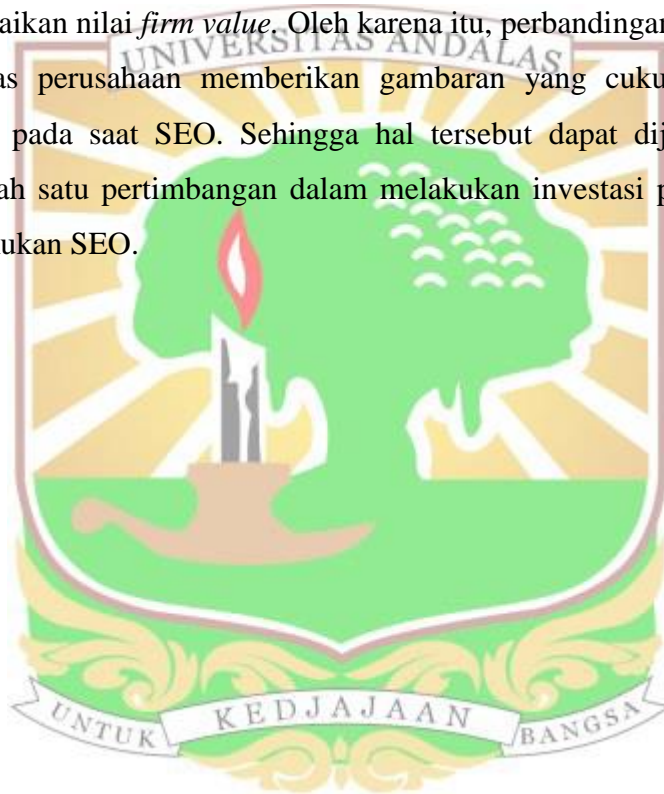 aikan nilai firm value. Oleh karena itu, perbandingan
UNIVERSITAS ANDALAS
as perusahaan memberikan gambaran yang cuku
pada saat SEO. Sehingga hal tersebut dapat dij
ah satu pertimbangan dalam melakukan investasi p
ukan SEO.
UNTUK KEDJAJAAN BANGSA